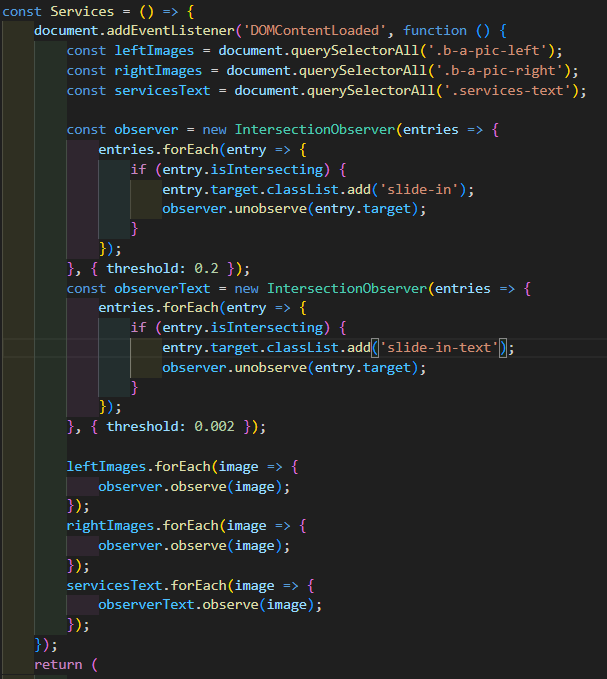 const Services = () => {
    document.addEventListener('DOMContentLoaded', function () {
        const leftImages = document.querySelectorAll('.b-a-pic-left');
        const rightImages = document.querySelectorAll('.b-a-pic-right');
        const servicesText = document.querySelectorAll('.services-text');

        const observer = new IntersectionObserver(entries => {
            entries.forEach(entry => {
                if (entry.isIntersecting) {
                    entry.target.classList.add('slide-in');
                    observer.unobserve(entry.target);
                }
            });
        }, { threshold: 0.2 });
        const observerText = new IntersectionObserver(entries => {
            entries.forEach(entry => {
                if (entry.isIntersecting) {
                    entry.target.classList.add('slide-in-text');
                    observer.unobserve(entry.target);
                }
            });
        }, { threshold: 0.002 });

        leftImages.forEach(image => {
            observer.observe(image);
        });
        rightImages.forEach(image => {
            observer.observe(image);
        });
        servicesText.forEach(image => {
            observerText.observe(image);
        });
    });
    return (